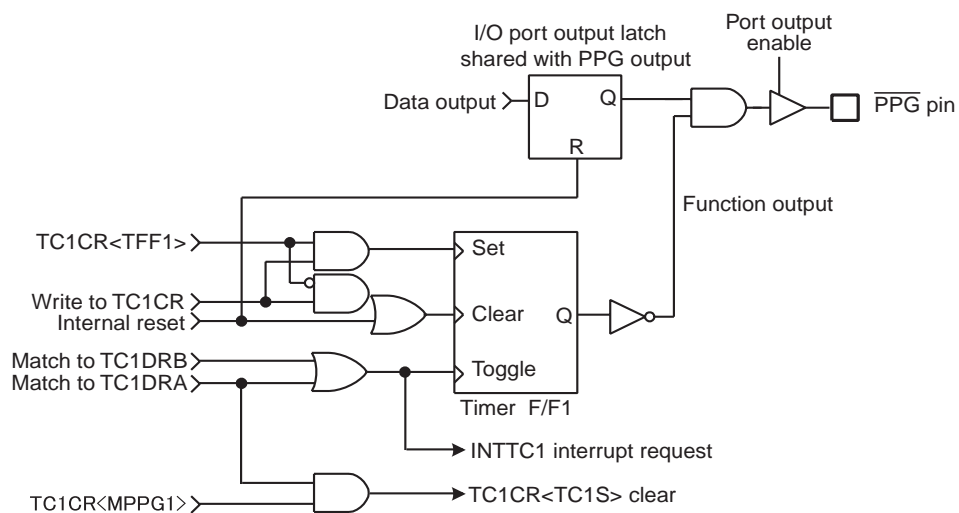 I/O port output latch
shared with PPG output
Port output
enable
Data output
D
Q
R
PPG pin
Function output
TC1CR<TFF1>
Set
Write to TC1CR
Internal reset
Clear
Q
Match to TC1DRB
Match to TC1DRA
Toggle
Timer F/F1
INTTC1 interrupt request
TC1CR<MPPG1>
TC1CR<TC1S> clear